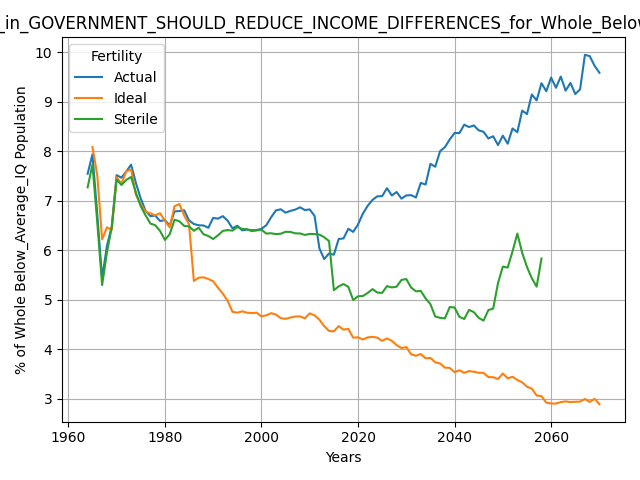 _in_GOVERNMENT_SHOULD_REDUCE_INCOME_DIFFERENCES_for_Whole_Below
Fertility
Actual
Ideal
Sterile
% of Whole Below_Average_IQ Population
10
9
8
7
6
5
4
3
1960
1980
2000
2020
2040
2060
Years